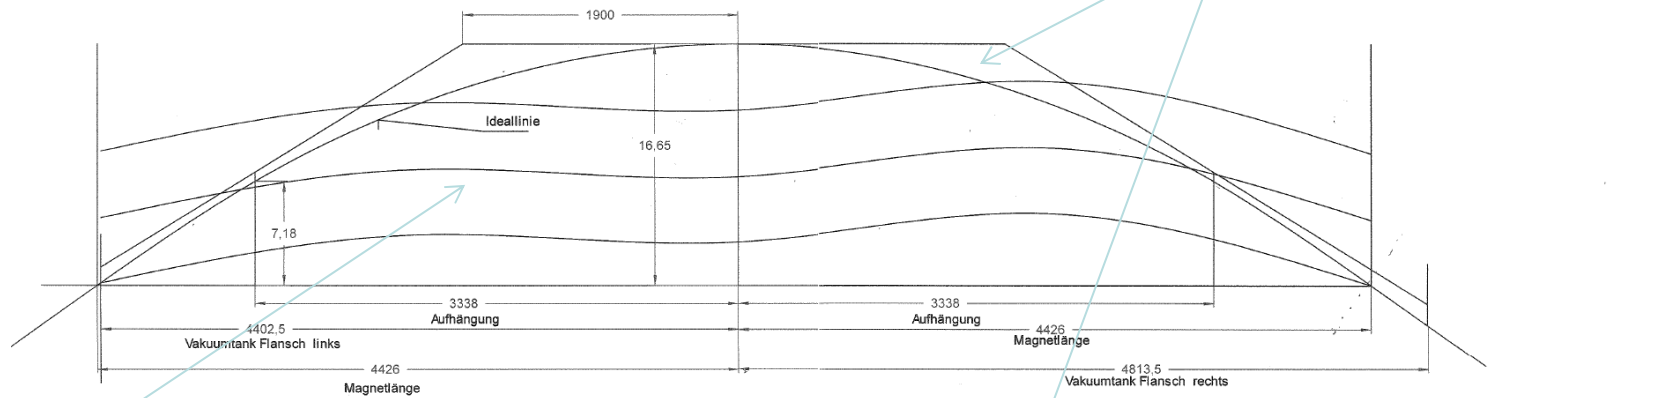 1900
Ideallinie
16,65
7,18
3338
3338
Aufhängung
Aufhängung
4402,5
4426
Vakuumtank Flansch links
Magnetlänge
4426
4813,5
Magnetlänge
Vakuumtank Flansch rechts